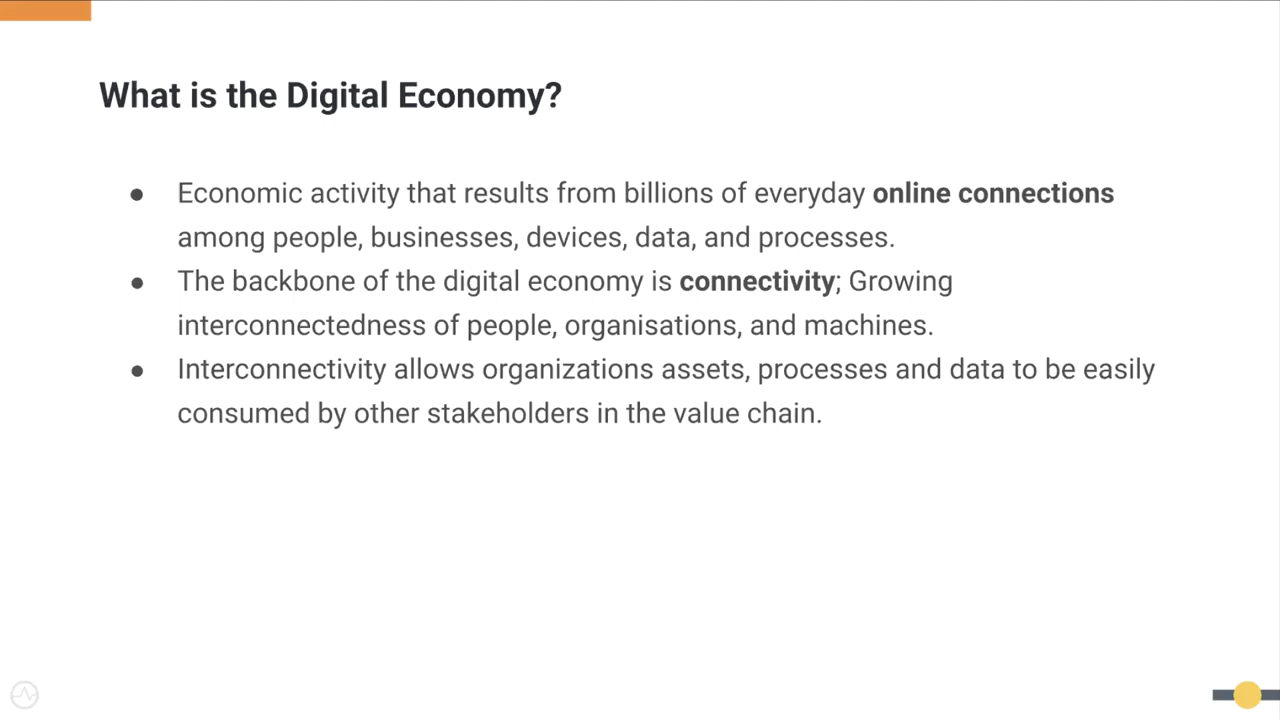 What is the Digital Economy?
● Economic activity that results from billions of everyday online connections
among people, businesses, devices, data, and processes.
● The backbone of the digital economy is connectivity; Growing
interconnectedness of people, organisations, and machines.
● Interconnectivity allows organizations assets, processes and data to be easily
consumed by other stakeholders in the value chain.